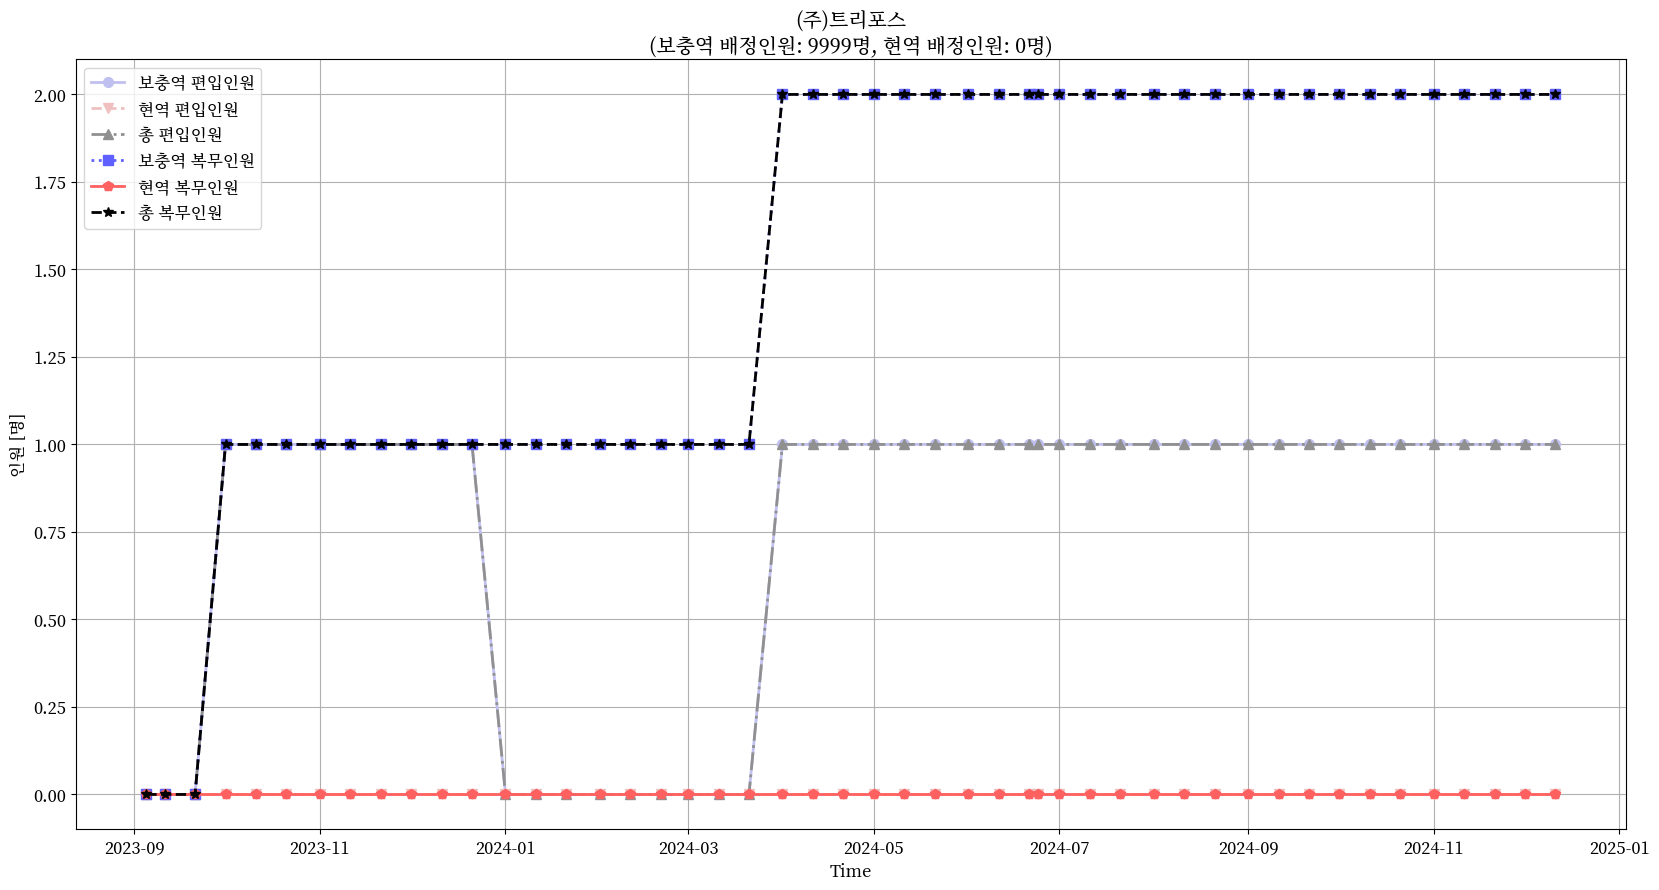 (주)트리포스
(보충역 배정인원: 9999명, 현역 배정인원: 0명)
보충역 편입인원
현역 편입인원
총 편입인원
보충역 복무인원
현역 복무인원
총 복무인원
2.00
1.75
1.50
1.25
1.00
0.75
0.50
0.25
0.00
인원 [명]
2023-09
2023-11
2024-01
2024-03
2024-05
2024-07
2024-09
2024-11
2025-01
Time